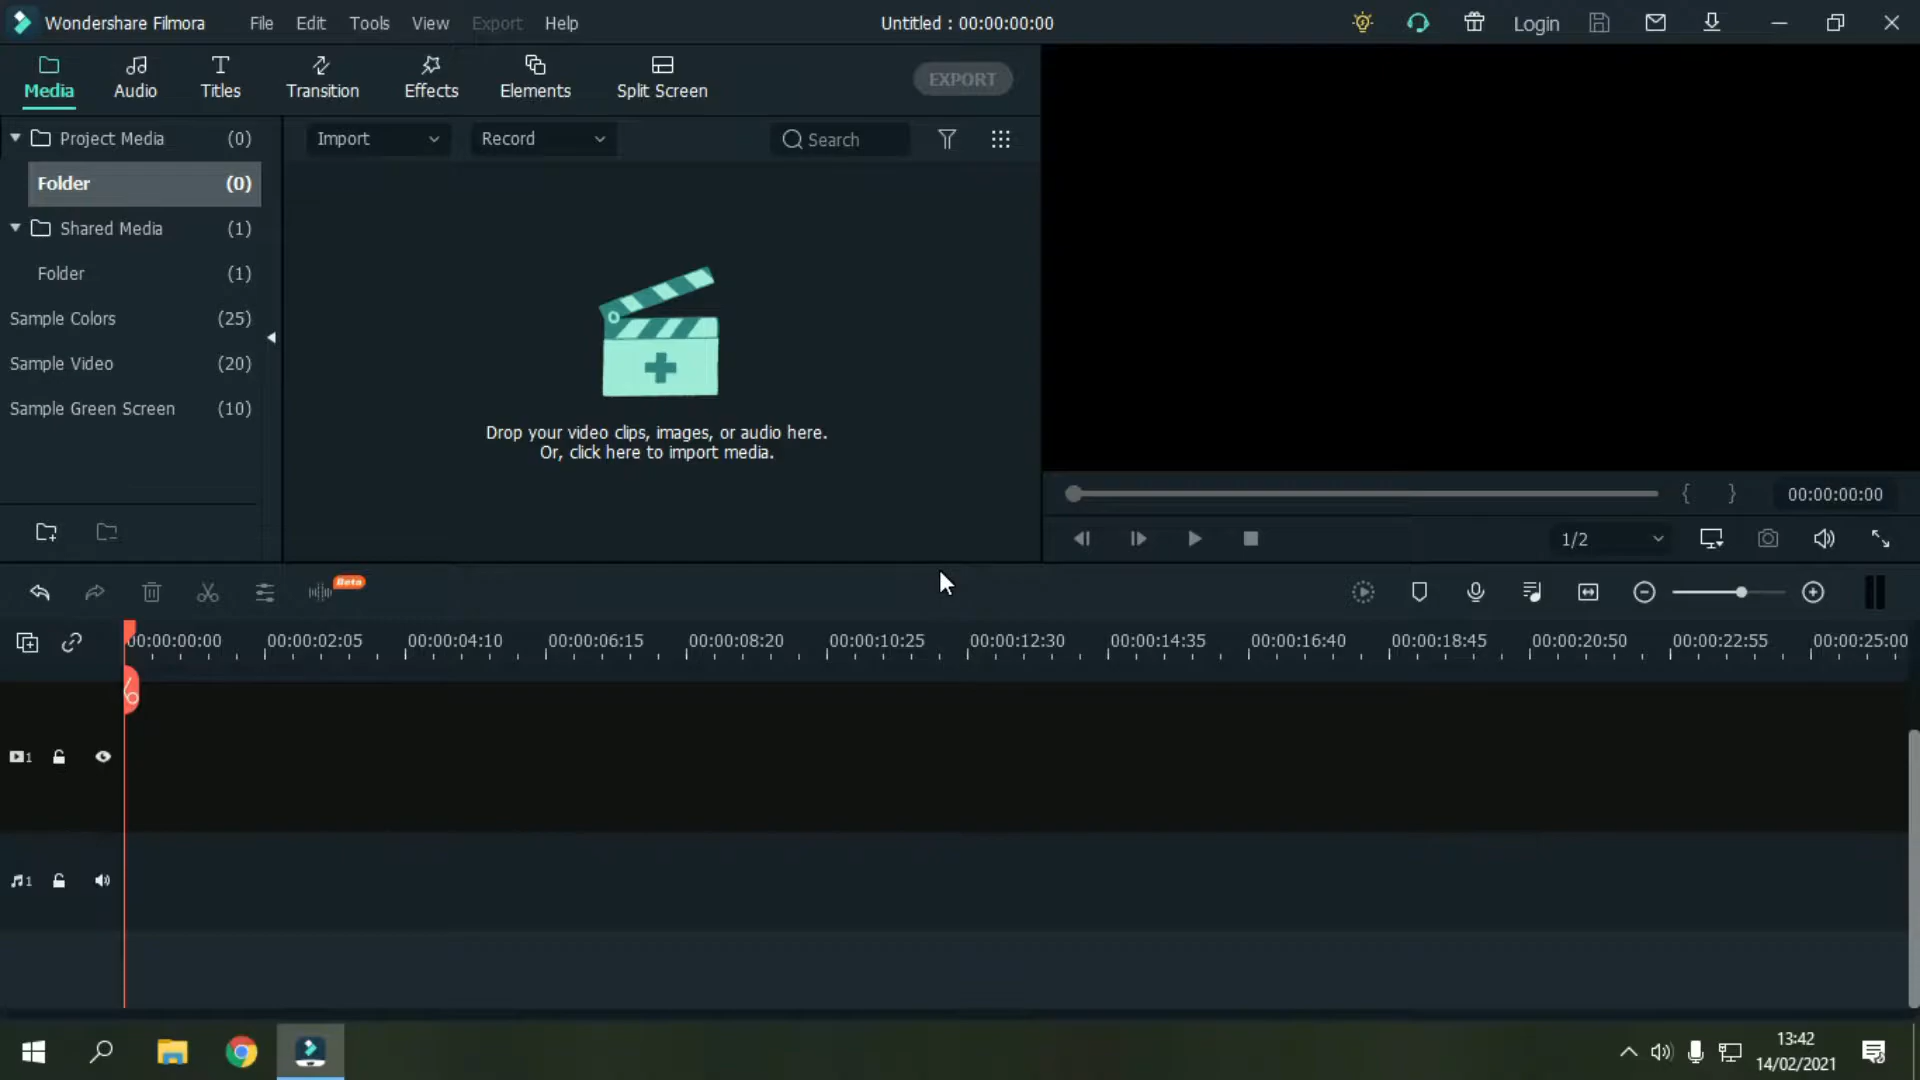 Wondershare Filmora File Edit Tools View Export Help Untitled : 00:00:00:00 Login
Media Audio Titles Transition Effects Elements Split Screen EXPORT
Project Media (0) Import Record Search
Folder (0)
Shared Media (1)
Folder (1)
Sample Colors (25)
Sample Video (20)
Sample Green Screen (10)
Drop your video clips, images, or audio here.
Or, click here to import media.
{ } 00:00:00:00
1/2
Beta
00:00:00:00 00:00:02:05 00:00:04:10 00:00:06:15 00:00:08:20 00:00:10:25 00:00:12:30 00:00:14:35 00:00:16:40 00:00:18:45 00:00:20:50 00:00:22:55 00:00:25:00
1
1
13:42
14/02/2021